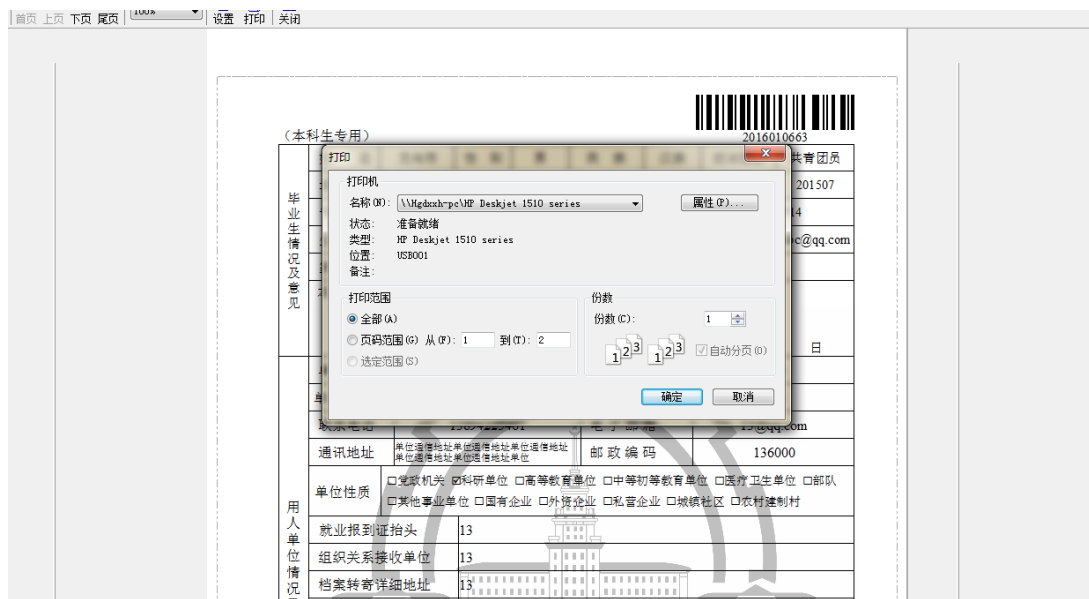 首页 上页 下页 尾页 100% 设置 打印 关闭
（本科生专用）
2016010663
打印
共青团员
打印机
名称(N): \\Hgdxxh-pc\HP Deskjet 1510 series 属性(P)...
201507
状态: 准备就绪
14
类型: HP Deskjet 1510 series
c@qq.com
位置: USB001
备注:
毕业生情况及意见
打印范围
全部(A)
页码范围(G) 从(F): 1 到(T): 2
选定范围(S)
份数
份数(C): 1
1 2 3 1 2 3
自动分页(O)
日
确定 取消
通讯地址
单位通信地址单位通信地址单位通信地址
单位通信地址单位通信地址单位
邮政编码
136000
单位性质
□党政机关 ☑科研单位 □高等教育单位 □中等初等教育单位 □医疗卫生单位 □部队
□其他事业单位 □国有企业 □外资企业 □私营企业 □城镇社区 □农村建制村
用人单位情况
就业报到证抬头 13
组织关系接收单位 13
档案转寄详细地址 13